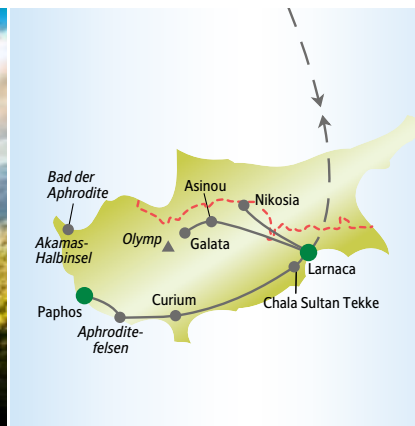 Bad der
Aphrodite
Akamas-
Halbinsel
Asinou
Nikosia
Olymp
Galata
Larnaca
Chala Sultan Tekke
Curium
Paphos
Aphrodite-
felsen